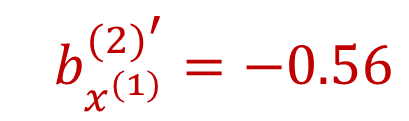 b_{x^{(1)}}^{(2)′} = −0.56